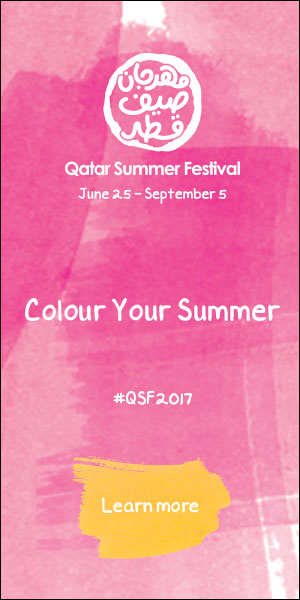 مهرجان
صيف
قطر
Qatar Summer Festival
June 25 – September 5
Colour Your Summer
#QSF2017
Learn more